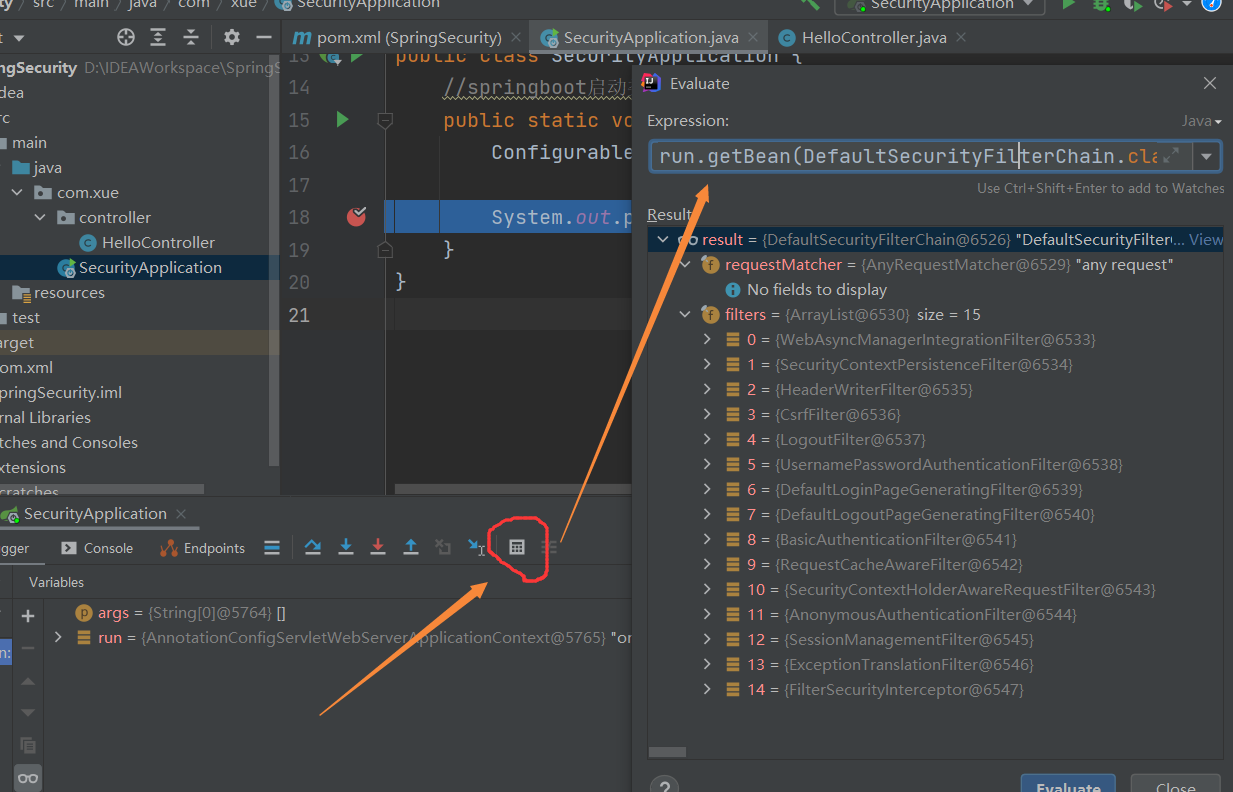 src / main / java / com / xue / SecurityApplication
SecurityApplication
pom.xml (SpringSecurity)
SecurityApplication.java
HelloController.java
ngSecurity D:\IDEAWorkspace\SpringS
dea
rc
main
java
com.xue
controller
HelloController
SecurityApplication
resources
test
arget
om.xml
pringSecurity.iml
rnal Libraries
tches and Consoles
xtensions
cratches
13 public class SecurityApplication {
14 //springboot启动
15 public static vo
16 Configurable
17
18 System.out.p
19 }
20 }
21
Evaluate
Expression:
Java
run.getBean(DefaultSecurityFilterChain.cla
Use Ctrl+Shift+Enter to add to Watches
Result:
result = {DefaultSecurityFilterChain@6526} "DefaultSecurityFilter(... View
requestMatcher = {AnyRequestMatcher@6529} "any request"
No fields to display
filters = {ArrayList@6530} size = 15
0 = {WebAsyncManagerIntegrationFilter@6533}
1 = {SecurityContextPersistenceFilter@6534}
2 = {HeaderWriterFilter@6535}
3 = {CsrfFilter@6536}
4 = {LogoutFilter@6537}
5 = {UsernamePasswordAuthenticationFilter@6538}
6 = {DefaultLoginPageGeneratingFilter@6539}
7 = {DefaultLogoutPageGeneratingFilter@6540}
8 = {BasicAuthenticationFilter@6541}
9 = {RequestCacheAwareFilter@6542}
10 = {SecurityContextHolderAwareRequestFilter@6543}
11 = {AnonymousAuthenticationFilter@6544}
12 = {SessionManagementFilter@6545}
13 = {ExceptionTranslationFilter@6546}
14 = {FilterSecurityInterceptor@6547}
Evaluate
Close
SecurityApplication
gger
Console
Endpoints
Variables
args = {String[0]@5764} []
run = {AnnotationConfigServletWebServerApplicationContext@5765} "or
n: